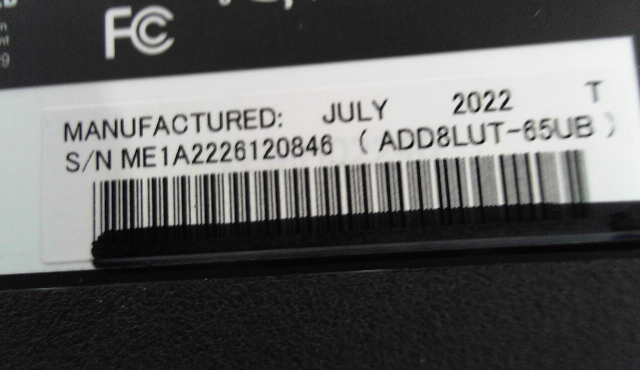 FC
MANUFACTURED: JULY 2022 T
S/N ME1A2226120846 ( ADD8LUT-65UB )